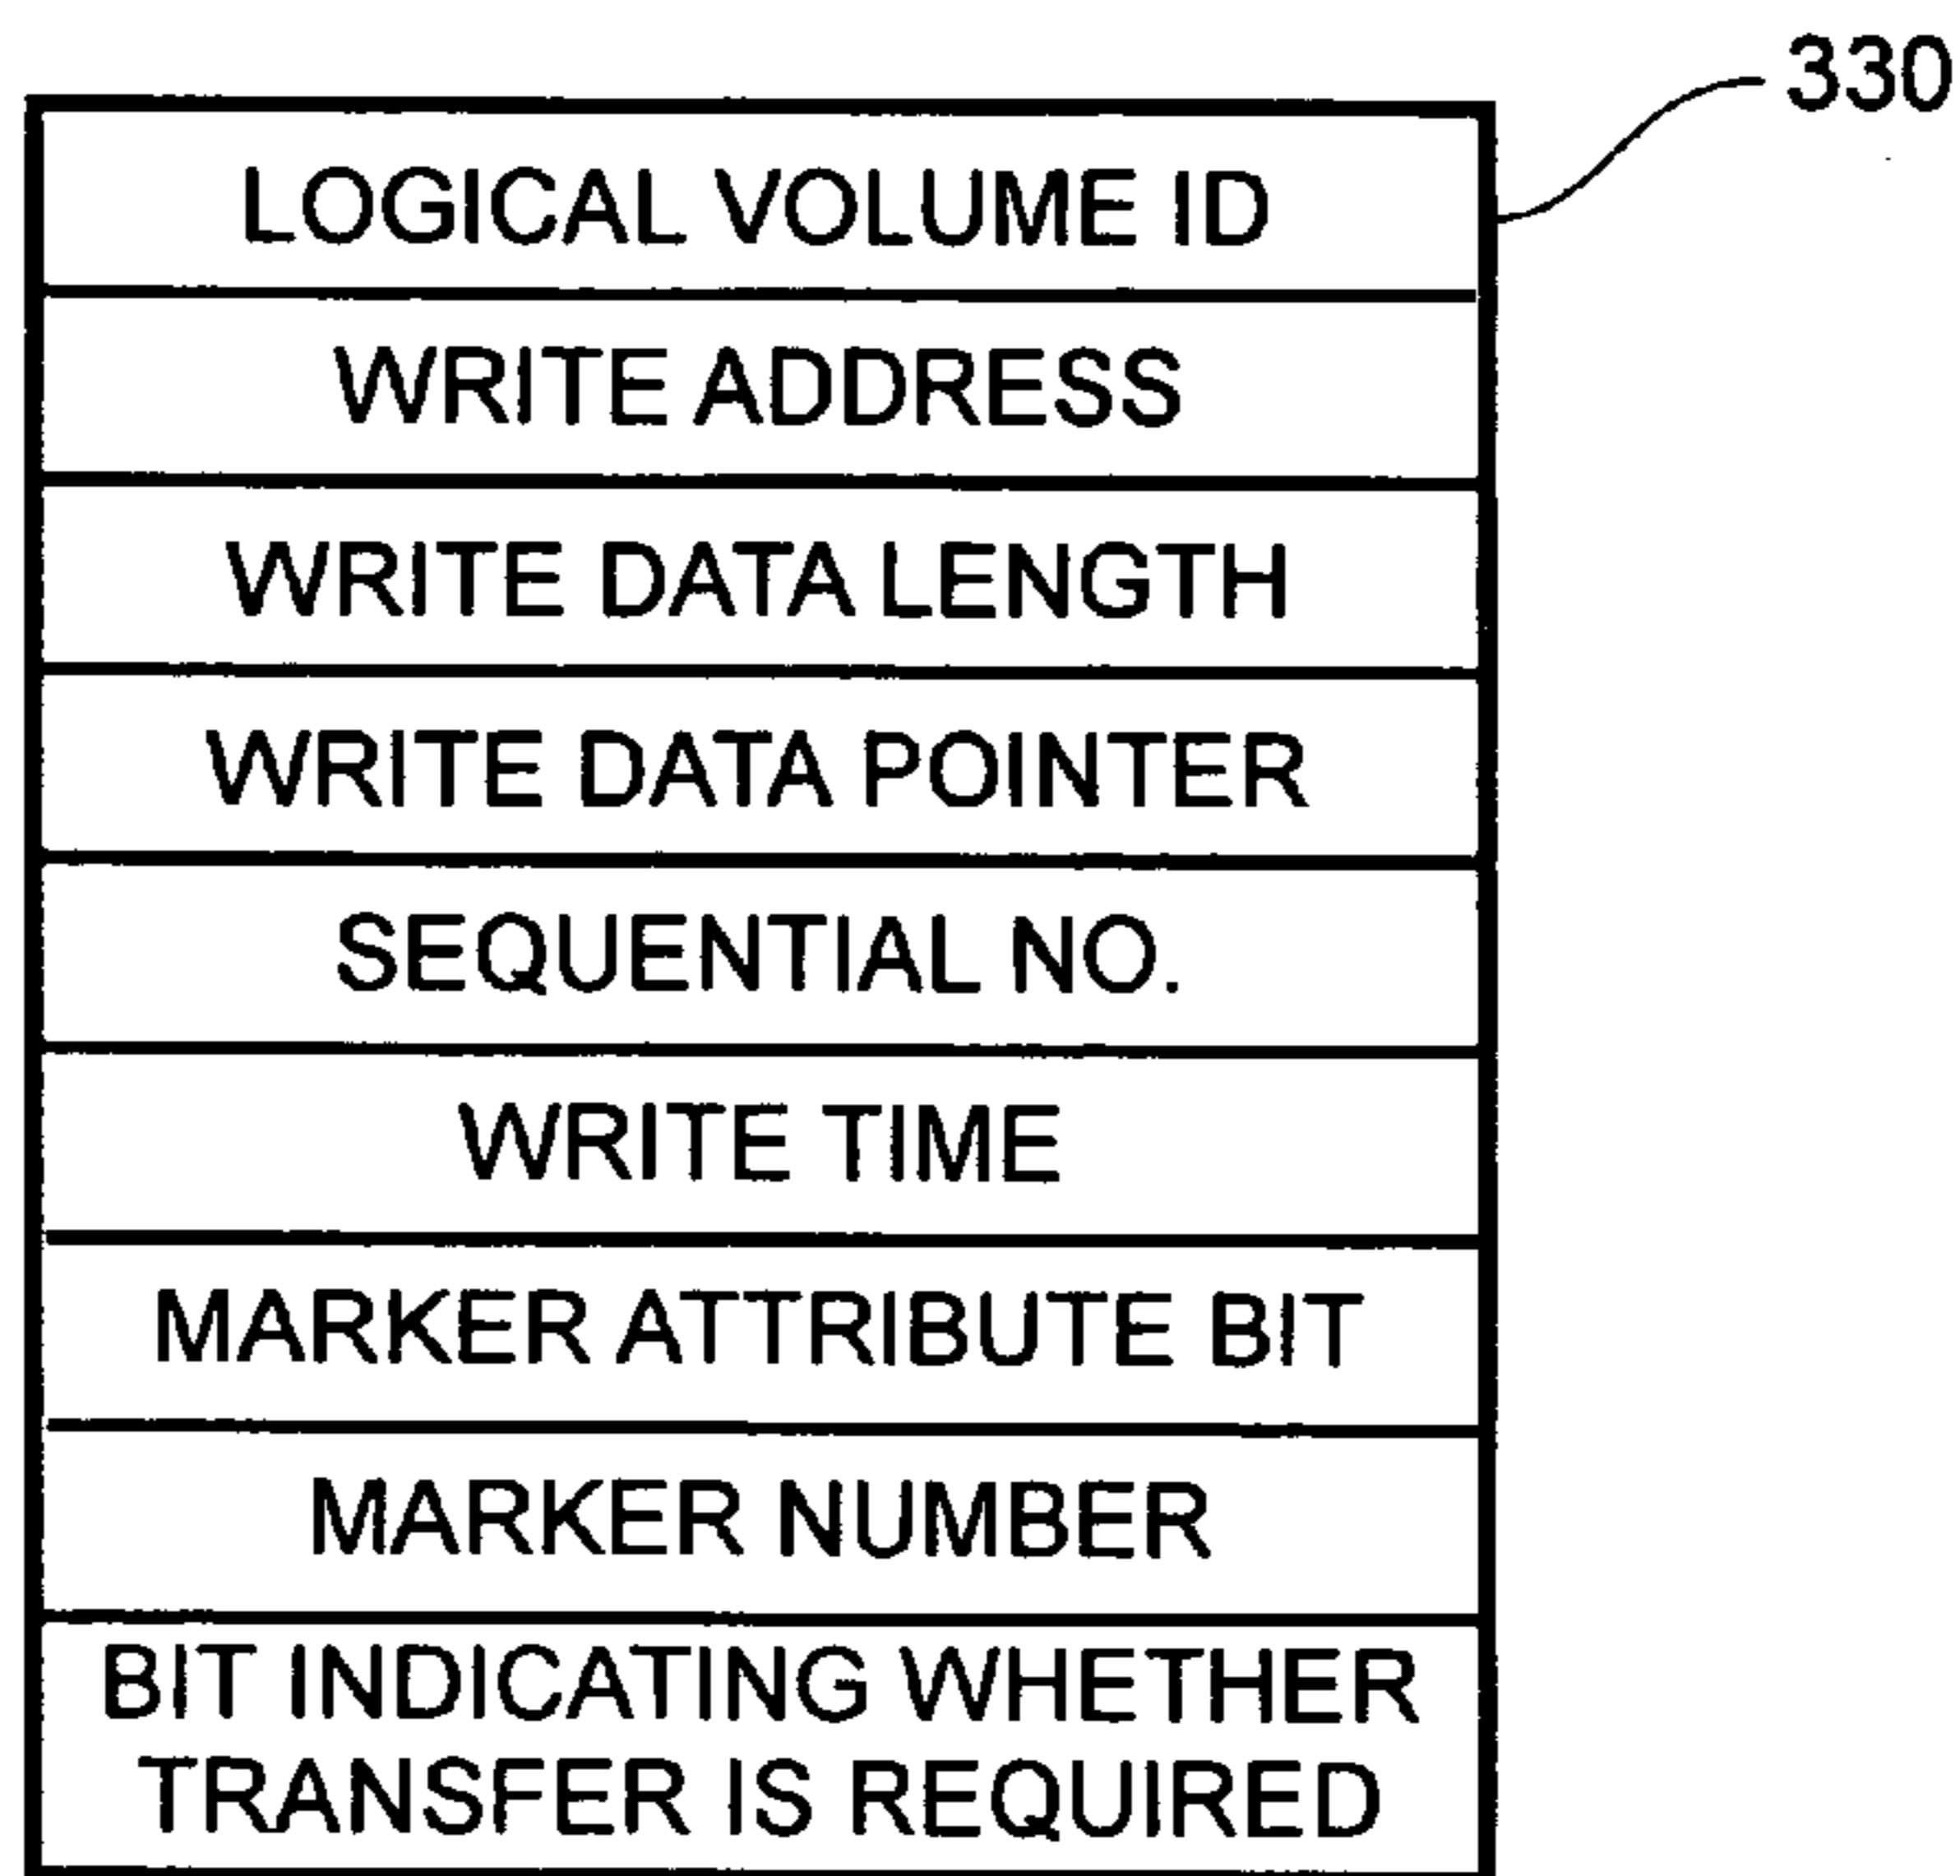 330
LOGICAL VOLUME ID
WRITE ADDRESS
WRITE DATA LENGTH
WRITE DATA POINTER
SEQUENTIAL NO.
WRITE TIME
MARKER ATTRIBUTE BIT
MARKER NUMBER
BIT INDICATING WHETHER
TRANSFER IS REQUIRED